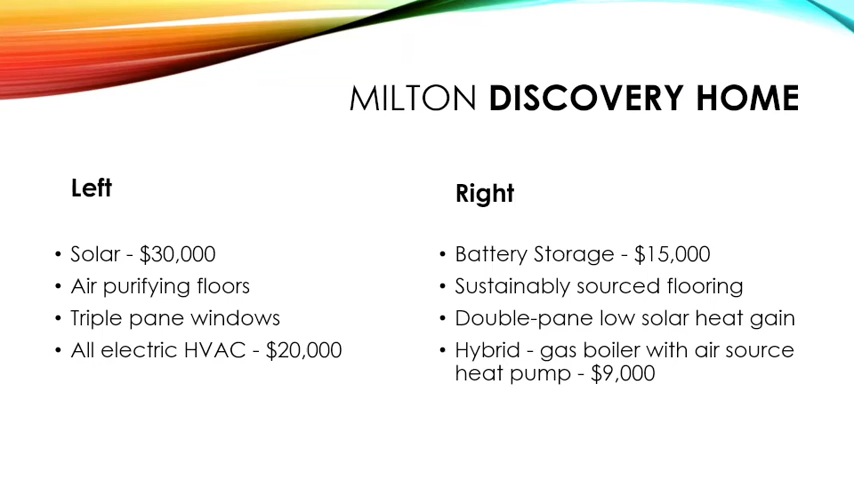 MILTON DISCOVERY HOME
Left
• Solar - $30,000
• Air purifying floors
• Triple pane windows
• All electric HVAC - $20,000
Right
• Battery Storage - $15,000
• Sustainably sourced flooring
• Double-pane low solar heat gain
• Hybrid - gas boiler with air source
heat pump - $9,000